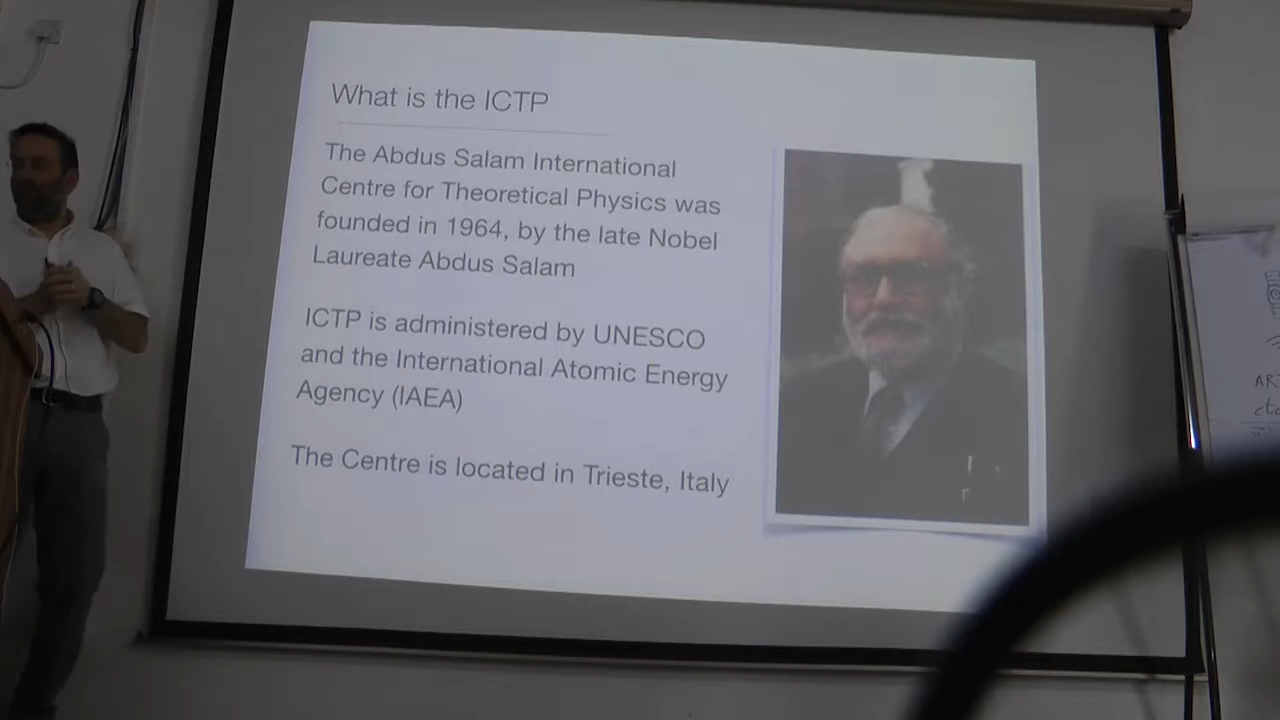 What is the ICTP
The Abdus Salam International
Centre for Theoretical Physics was
founded in 1964, by the late Nobel
Laureate Abdus Salam
ICTP is administered by UNESCO
and the International Atomic Energy
Agency (IAEA)
The Centre is located in Trieste, Italy
AR